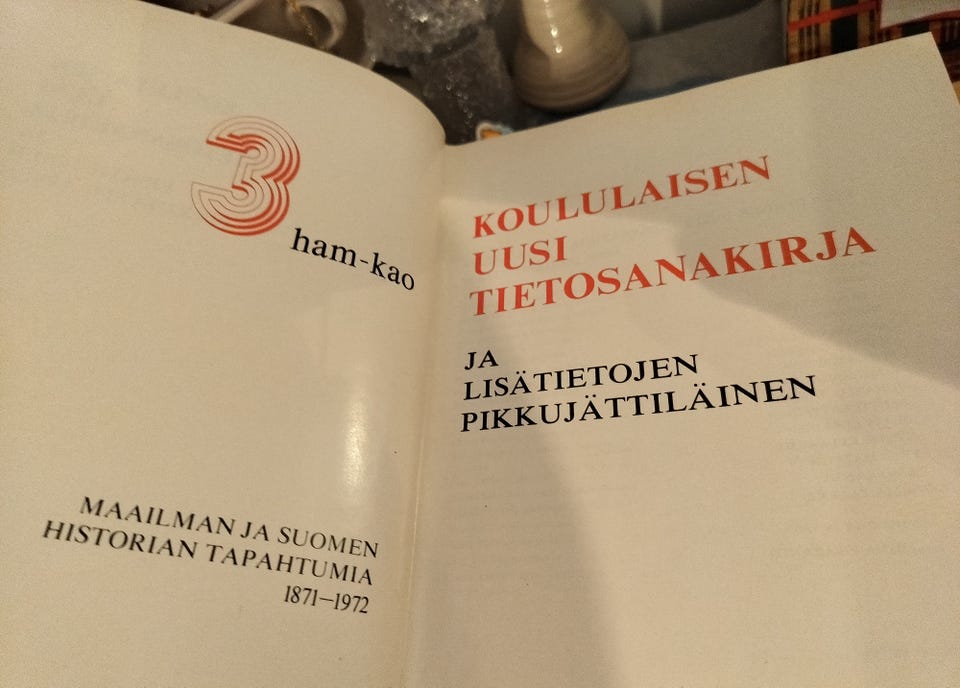 3
ham-kao
MAAILMAN JA SUOMEN
HISTORIAN TAPAHTUMIA
1871—1972
KOULULAISEN
UUSI
TIETOSANAKIRJA
JA
LISÄTIETOJEN
PIKKUJÄTTILÄINEN